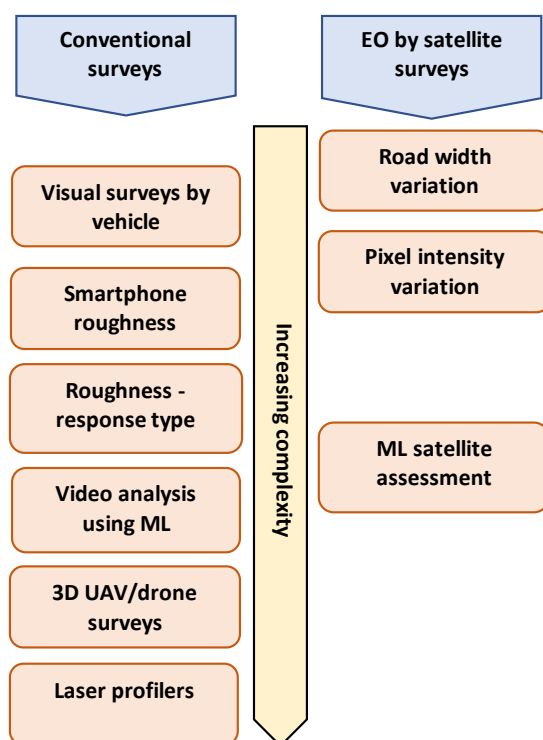 Conventional
surveys
EO by satellite
surveys
Visual surveys by
vehicle
Smartphone
roughness
Roughness -
response type
Video analysis
using ML
3D UAV/drone
surveys
Laser profilers
Increasing complexity
Road width
variation
Pixel intensity
variation
ML satellite
assessment